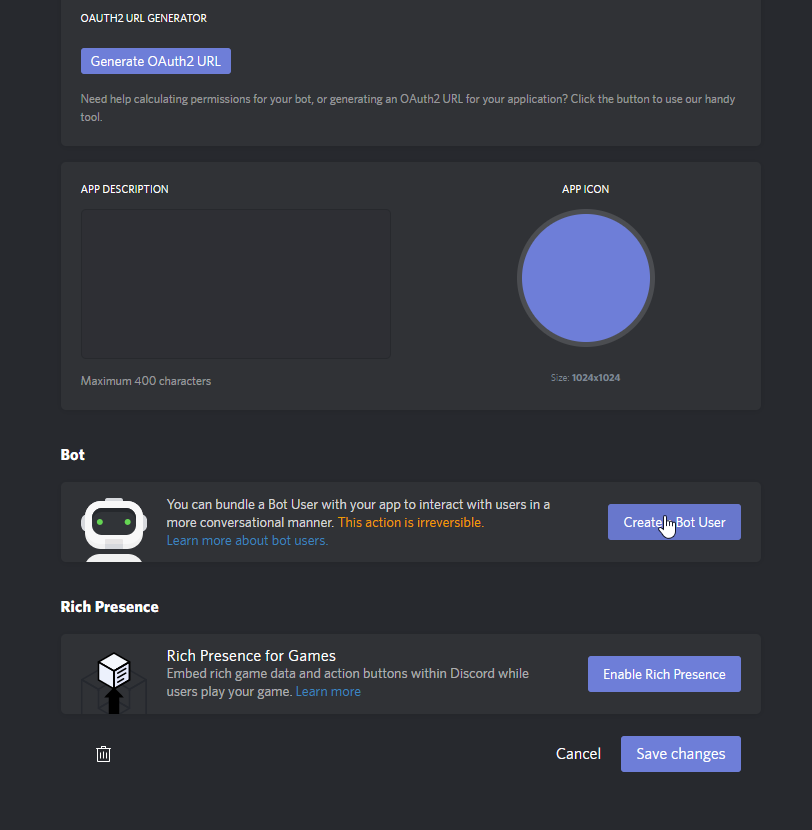 OAUTH2 URL GENERATOR
Generate OAuth2 URL
Need help calculating permissions for your bot, or generating an OAuth2 URL for your application? Click the button to use our handy
tool.
APP DESCRIPTION
APP ICON
Maximum 400 characters
Size: 1024x1024
Bot
You can bundle a Bot User with your app to interact with users in a
more conversational manner. This action is irreversible.
Learn more about bot users.
Create Bot User
Rich Presence
Rich Presence for Games
Embed rich game data and action buttons within Discord while
users play your game. Learn more
Enable Rich Presence
Cancel
Save changes